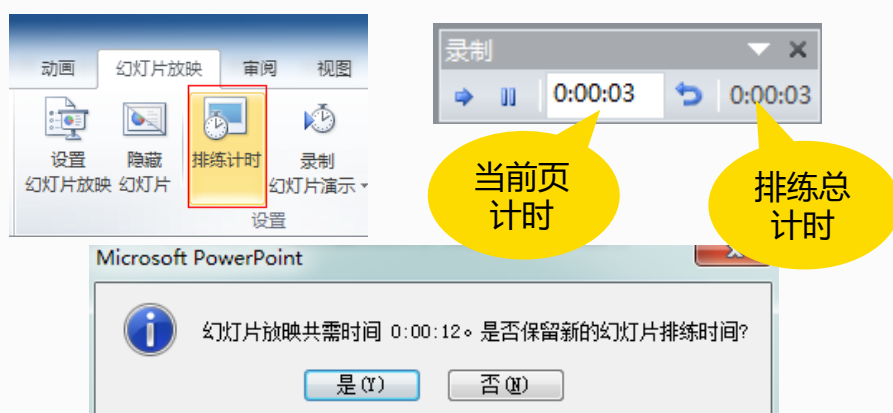 动画 幻灯片放映 审阅 视图
设置
幻灯片放映
隐藏
幻灯片
排练计时
录制
幻灯片演示
设置
录制
0:00:03 0:00:03
当前页
计时
排练总
计时
Microsoft PowerPoint
幻灯片放映共需时间 0:00:12。是否保留新的幻灯片排练时间?
是(Y) 否(N)